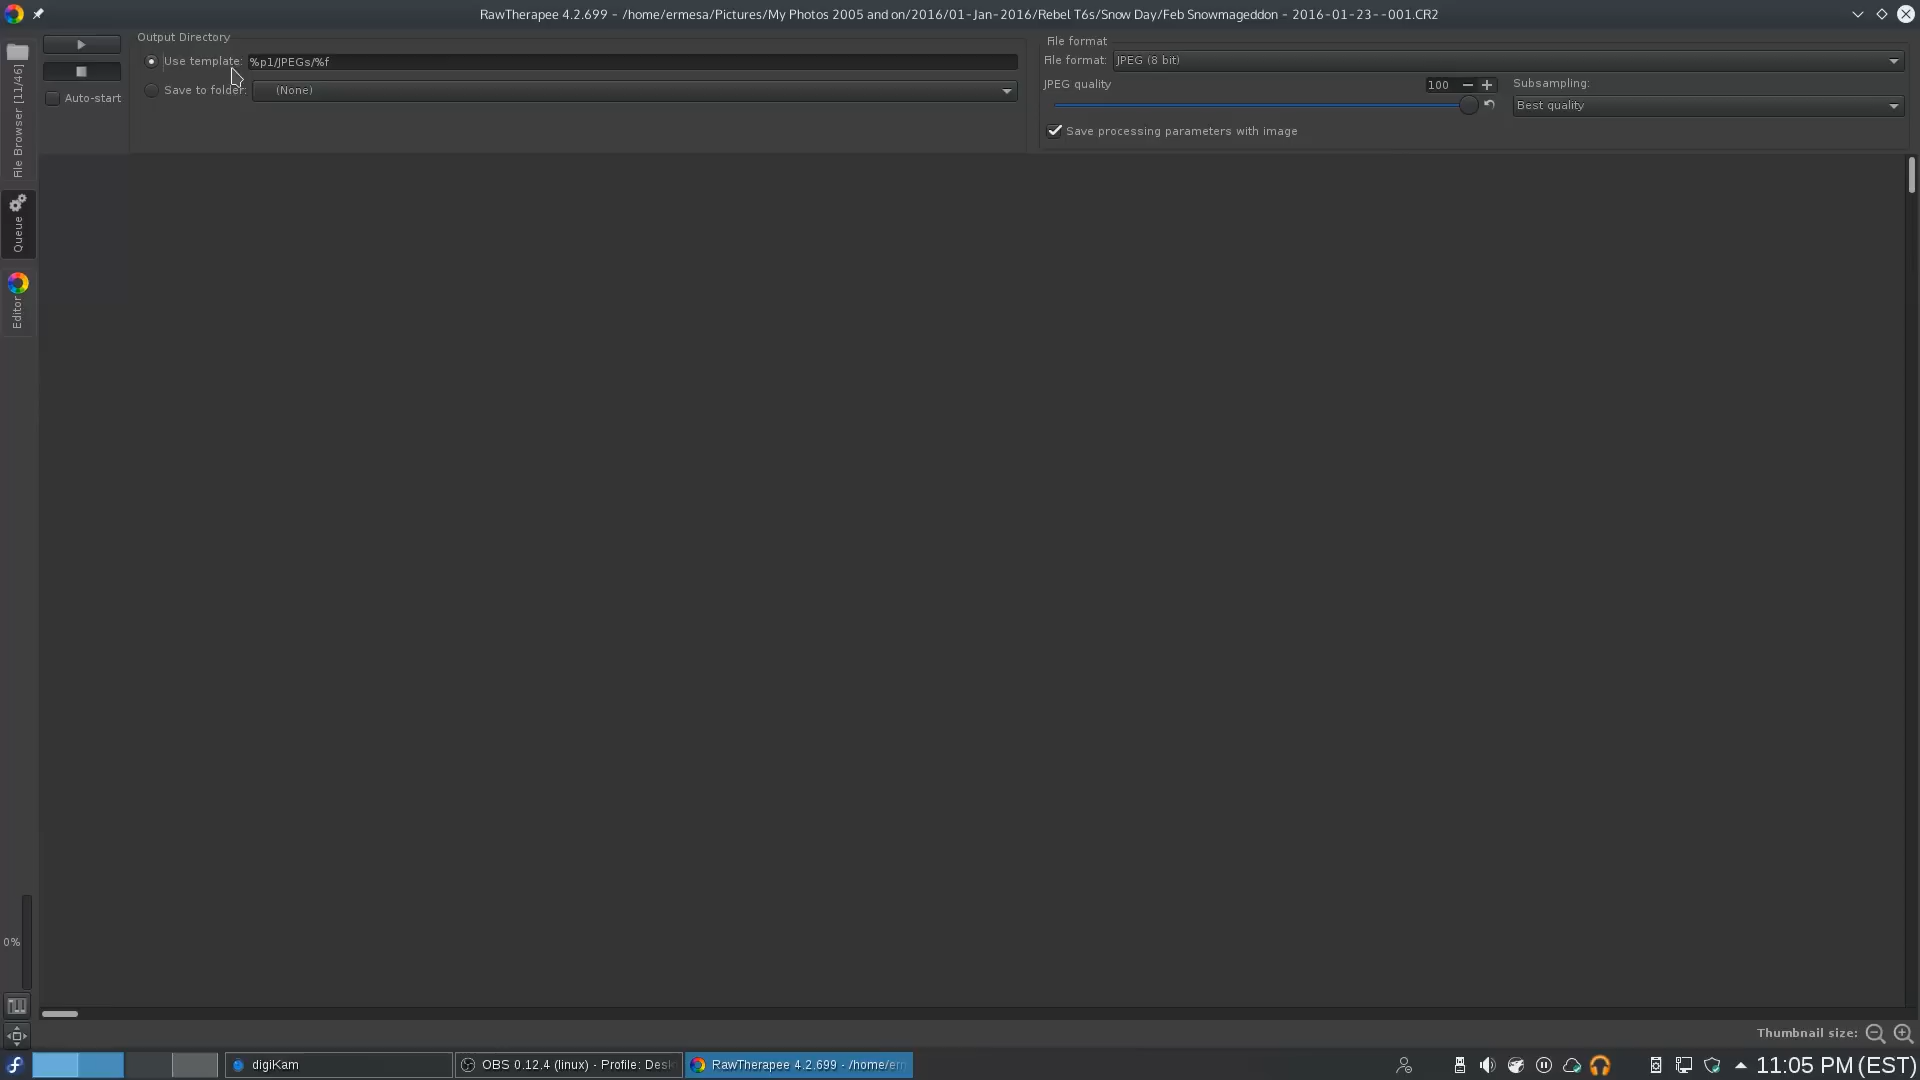 RawTherapee 4.2.699 - /home/ermesa/Pictures/My Photos 2005 and on/2016/01-Jan-2016/Rebel T6s/Snow Day/Feb Snowmageddon - 2016-01-23--001.CR2
File Browser [11/46]
Queue
Editor
Auto-start
Output Directory
Use template: %p1/JPEGs/%f
Save to folder: (None)
File format
File format: JPEG (8 bit)
JPEG quality 100
Subsampling:
Best quality
Save processing parameters with image
0%
Thumbnail size:
digiKam
OBS 0.12.4 (linux) - Profile: Desk
RawTherapee 4.2.699 - /home/erm
11:05 PM (EST)